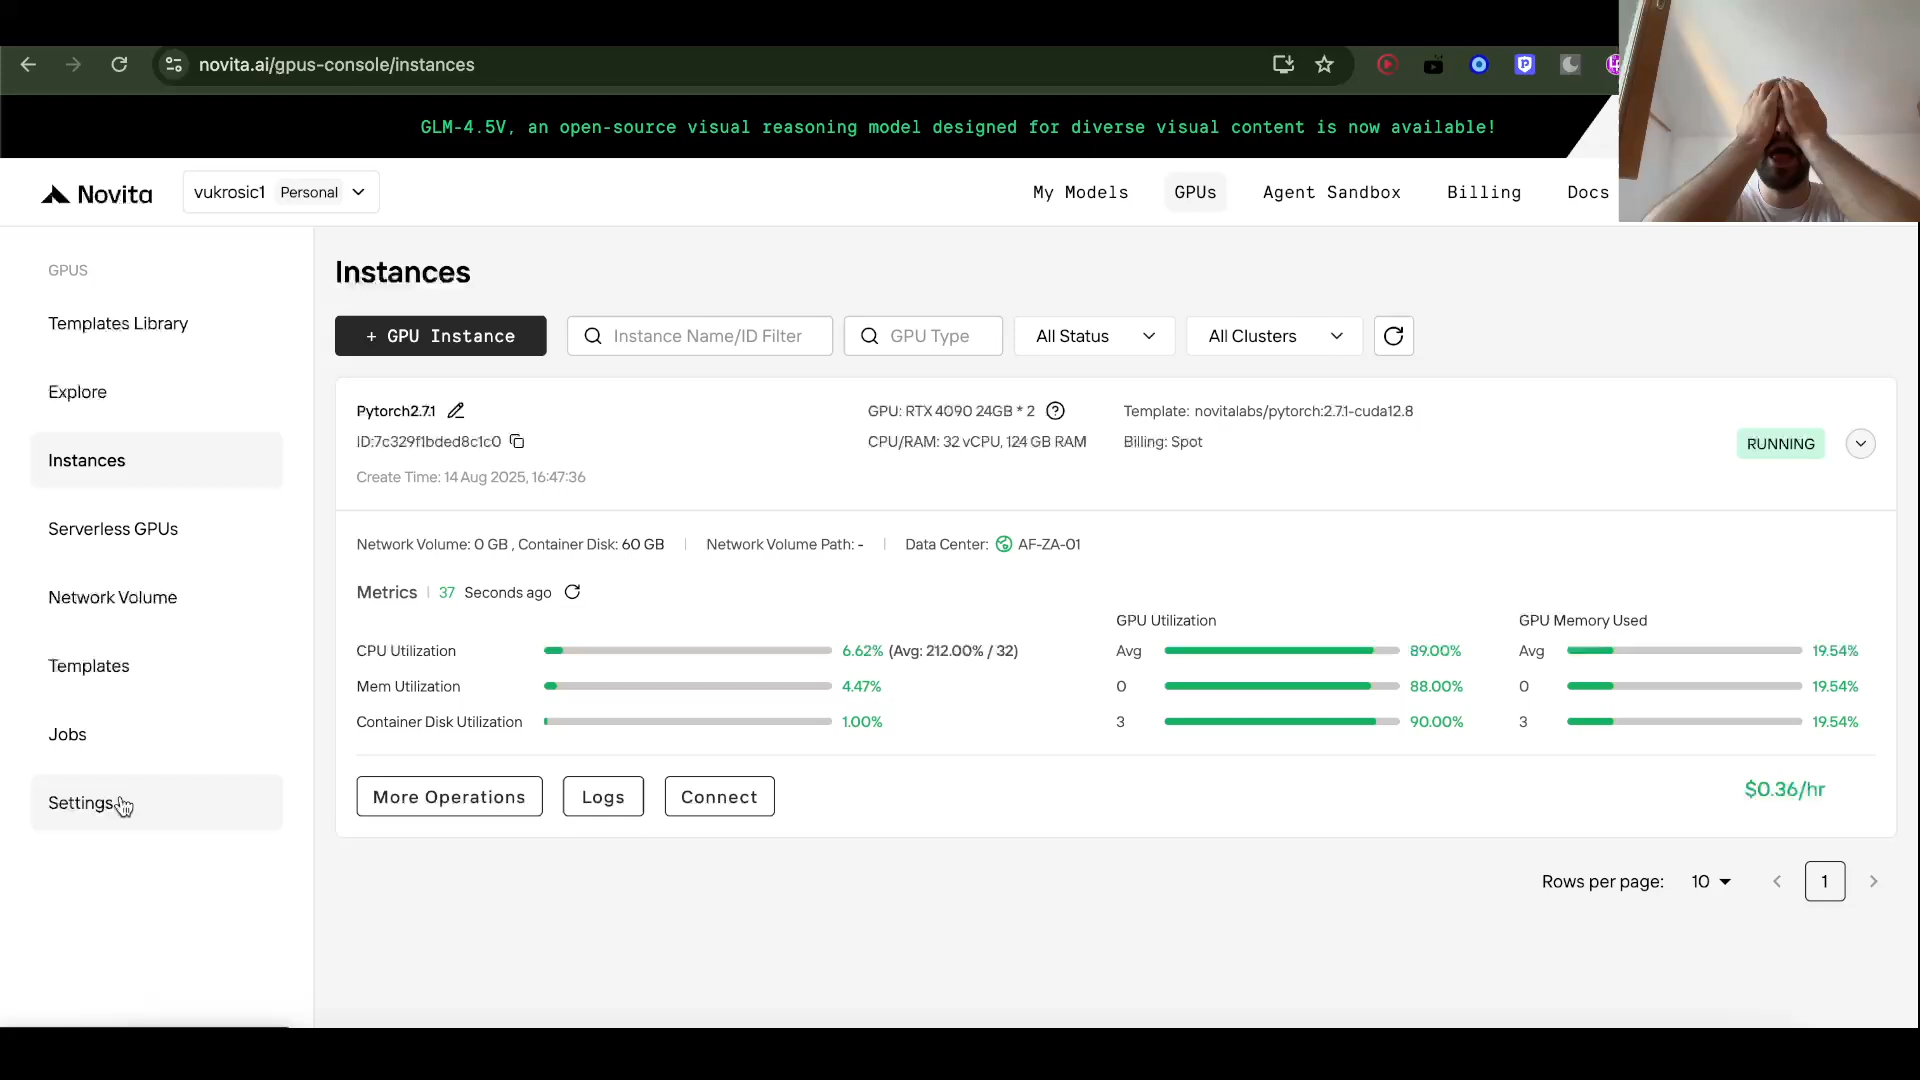 novita.ai/gpus-console/instances
GLM-4.5V, an open-source visual reasoning model designed for diverse visual content is now available!
Novita
vukrosic1 Personal
My Models
GPUs
Agent Sandbox
Billing
Docs
GPUS
Templates Library
Explore
Instances
Serverless GPUs
Network Volume
Templates
Jobs
Settings
Instances
+ GPU Instance
Instance Name/ID Filter
GPU Type
All Status
All Clusters
Pytorch2.7.1
GPU: RTX 4090 24GB * 2
Template: novitalabs/pytorch:2.7.1-cuda12.8
ID:7c329f1bded8c1c0
CPU/RAM: 32 vCPU, 124 GB RAM
Billing: Spot
RUNNING
Create Time: 14 Aug 2025, 16:47:36
Network Volume: 0 GB , Container Disk: 60 GB
Network Volume Path: -
Data Center: AF-ZA-01
Metrics 37 Seconds ago
GPU Utilization
GPU Memory Used
CPU Utilization 6.62% (Avg: 212.00% / 32)
Avg 89.00%
Avg 19.54%
Mem Utilization 4.47%
0 88.00%
0 19.54%
Container Disk Utilization 1.00%
3 90.00%
3 19.54%
More Operations
Logs
Connect
$0.36/hr
Rows per page: 10
1